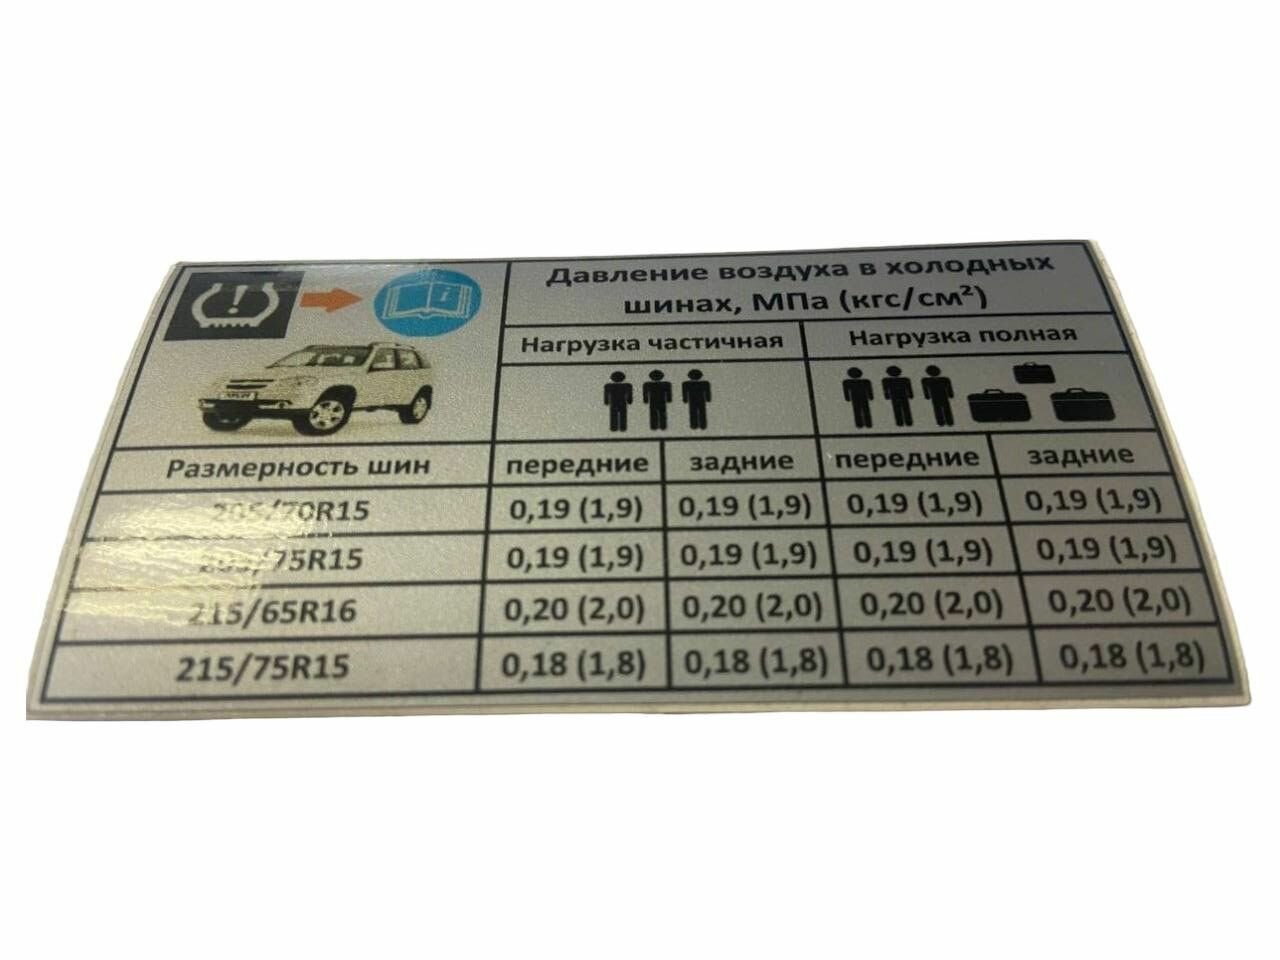 Давление воздуха в холодных
шинах, МПа (кгс/см²)
Нагрузка частичная
Нагрузка полная
Размерность шин передние задние передние задние
205/70R15 0,19 (1,9) 0,19 (1,9) 0,19 (1,9) 0,19 (1,9)
205/75R15 0,19 (1,9) 0,19 (1,9) 0,19 (1,9) 0,19 (1,9)
215/65R16 0,20 (2,0) 0,20 (2,0) 0,20 (2,0) 0,20 (2,0)
215/75R15 0,18 (1,8) 0,18 (1,8) 0,18 (1,8) 0,18 (1,8)